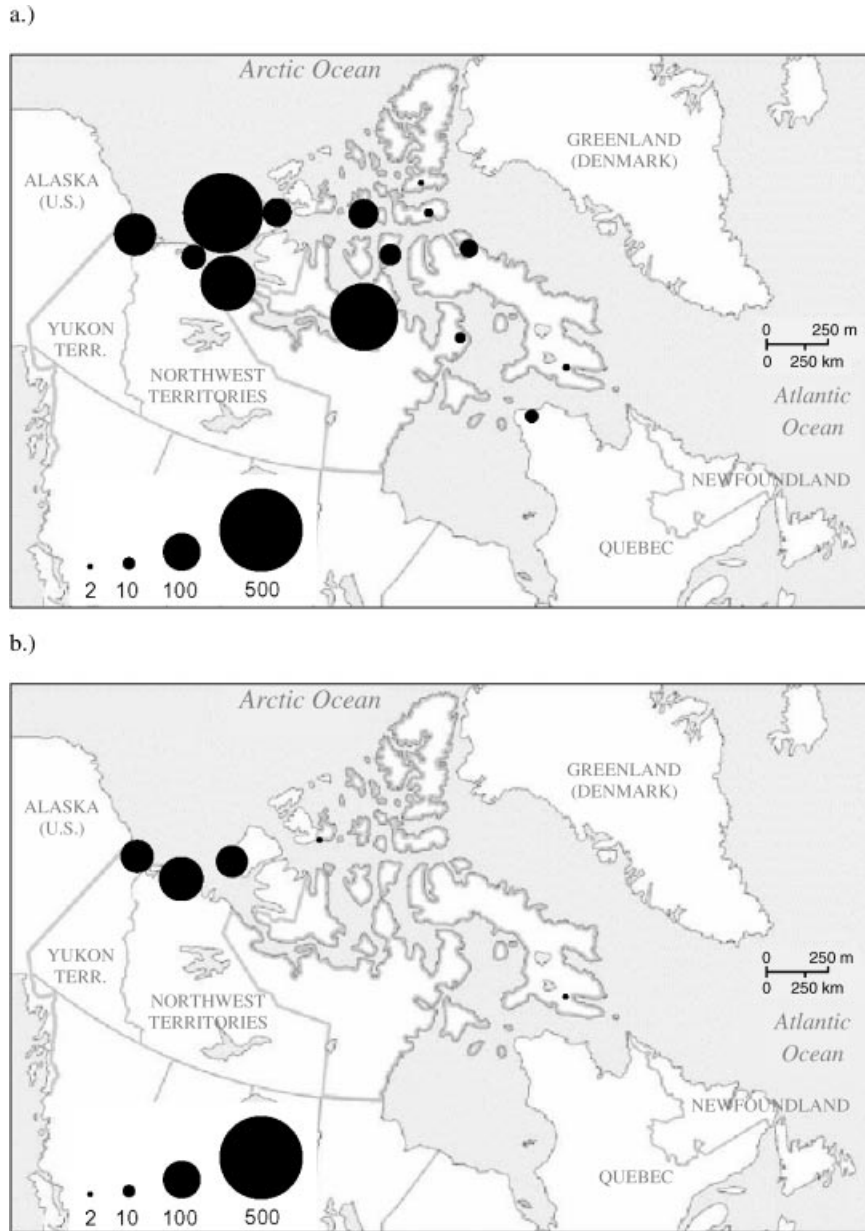 a.)
Arctic Ocean
GREENLAND
(DENMARK)
ALASKA
(U.S.)
0 250 m
0 250 km
YUKON
TERR.
NORTHWEST
TERRITORIES
Atlantic
Ocean
NEWFOUNDLAND
QUEBEC
2 10 100 500
b.)
Arctic Ocean
GREENLAND
(DENMARK)
ALASKA
(U.S.)
0 250 m
0 250 km
YUKON
TERR.
NORTHWEST
TERRITORIES
Atlantic
Ocean
NEWFOUNDLAND
QUEBEC
2 10 100 500